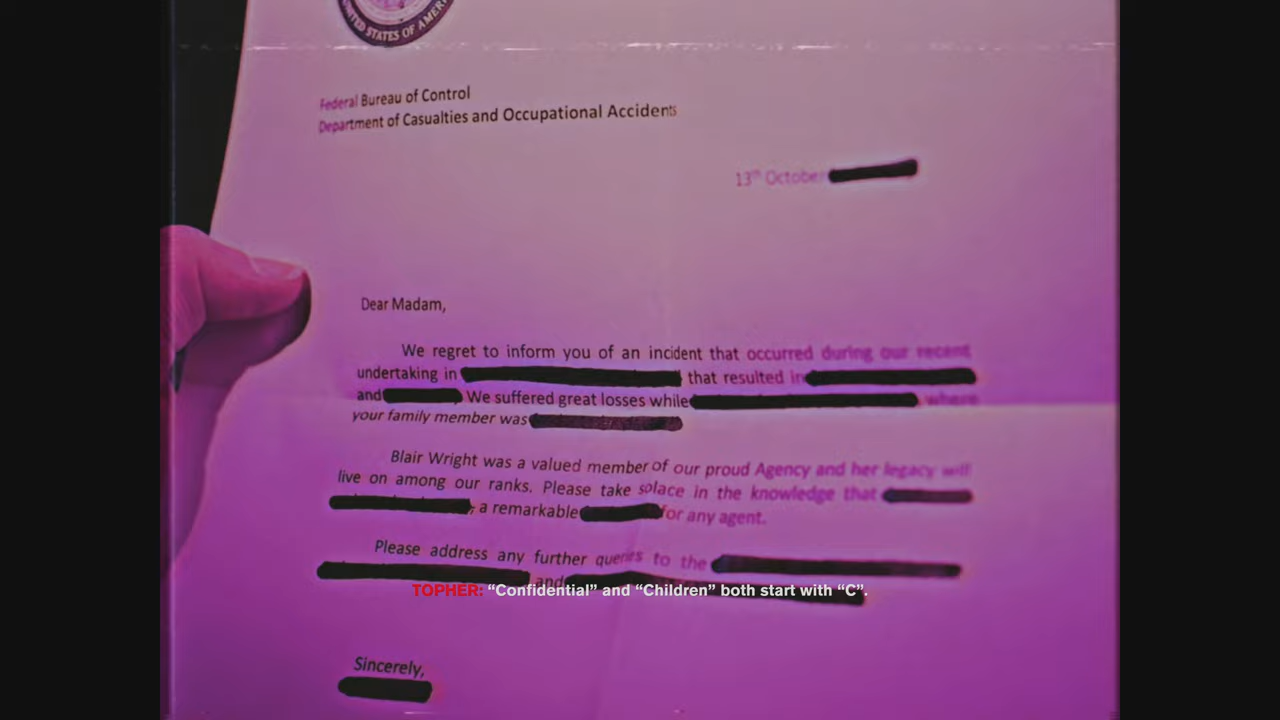 UNITED STATES OF AMERICA
Federal Bureau of Control
Department of Casualties and Occupational Accidents
13th October
Dear Madam,
We regret to inform you of an incident that occurred during our recent
undertaking in that resulted in
and We suffered great losses while where
your family member was
Blair Wright was a valued member of our proud Agency and her legacy will
live on among our ranks. Please take solace in the knowledge that
, a remarkable for any agent.
Please address any further queries to the
and
TOPHER: “Confidential” and “Children” both start with “C”.
Sincerely,